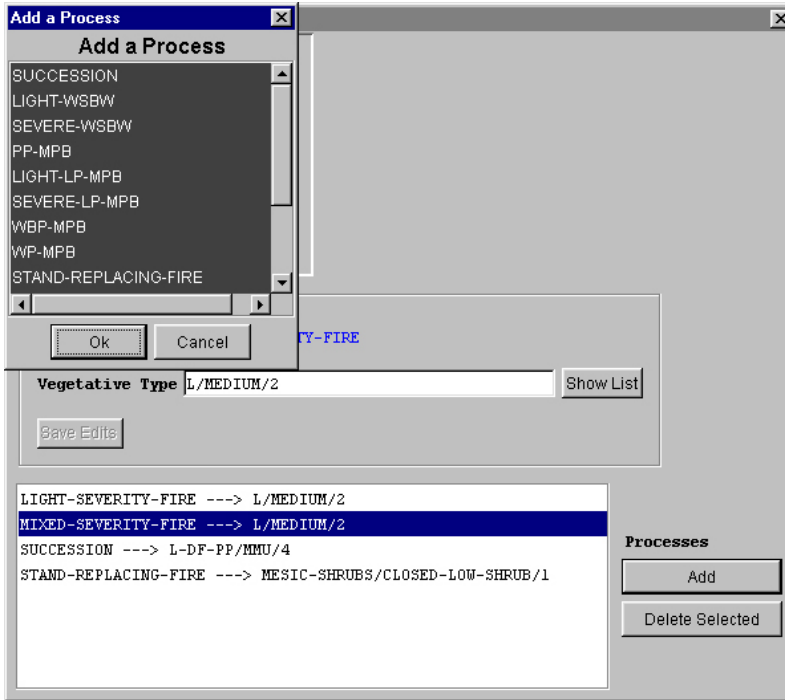 Add a Process
Add a Process
SUCCESSION
LIGHT-WSBW
SEVERE-WSBW
PP-MPB
LIGHT-LP-MPB
SEVERE-LP-MPB
WBP-MPB
WP-MPB
STAND-REPLACING-FIRE
Ok Cancel
TY-FIRE
Vegetative Type L/MEDIUM/2 Show List
Save Edits
LIGHT-SEVERITY-FIRE ---> L/MEDIUM/2
MIXED-SEVERITY-FIRE ---> L/MEDIUM/2
SUCCESSION ---> L-DF-PP/MMU/4
STAND-REPLACING-FIRE ---> MESIC-SHRUBS/CLOSED-LOW-SHRUB/1
Processes
Add
Delete Selected